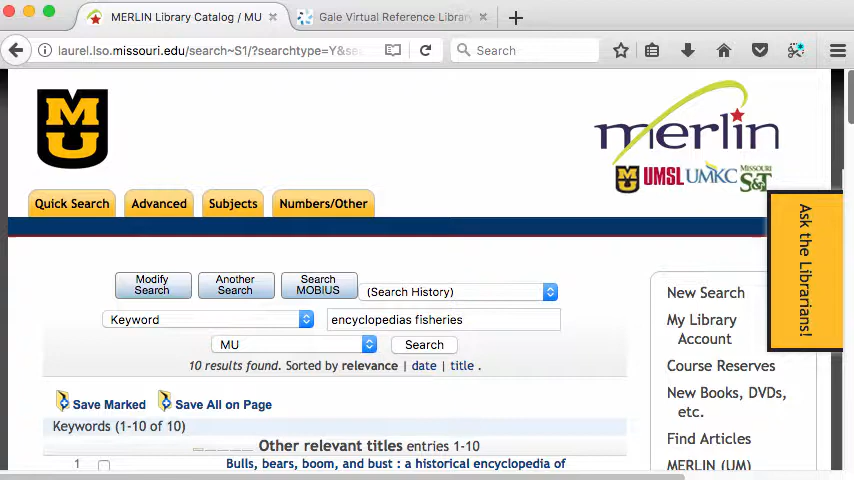 MERLIN Library Catalog / MU
Gale Virtual Reference Library
laurel.lso.missouri.edu/search~S1/?searchtype=Y&se
Search
MU
merlin
MU UMSL UMKC MISSOURI S&T
Quick Search
Advanced
Subjects
Numbers/Other
Ask the Librarians!
Modify Search
Another Search
Search MOBIUS
(Search History)
Keyword
encyclopedias fisheries
MU
Search
10 results found. Sorted by relevance | date | title .
Save Marked
Save All on Page
Keywords (1-10 of 10)
Other relevant titles entries 1-10
1
Bulls, bears, boom, and bust : a historical encyclopedia of
New Search
My Library
Account
Course Reserves
New Books, DVDs,
etc.
Find Articles
MERLIN (UM)